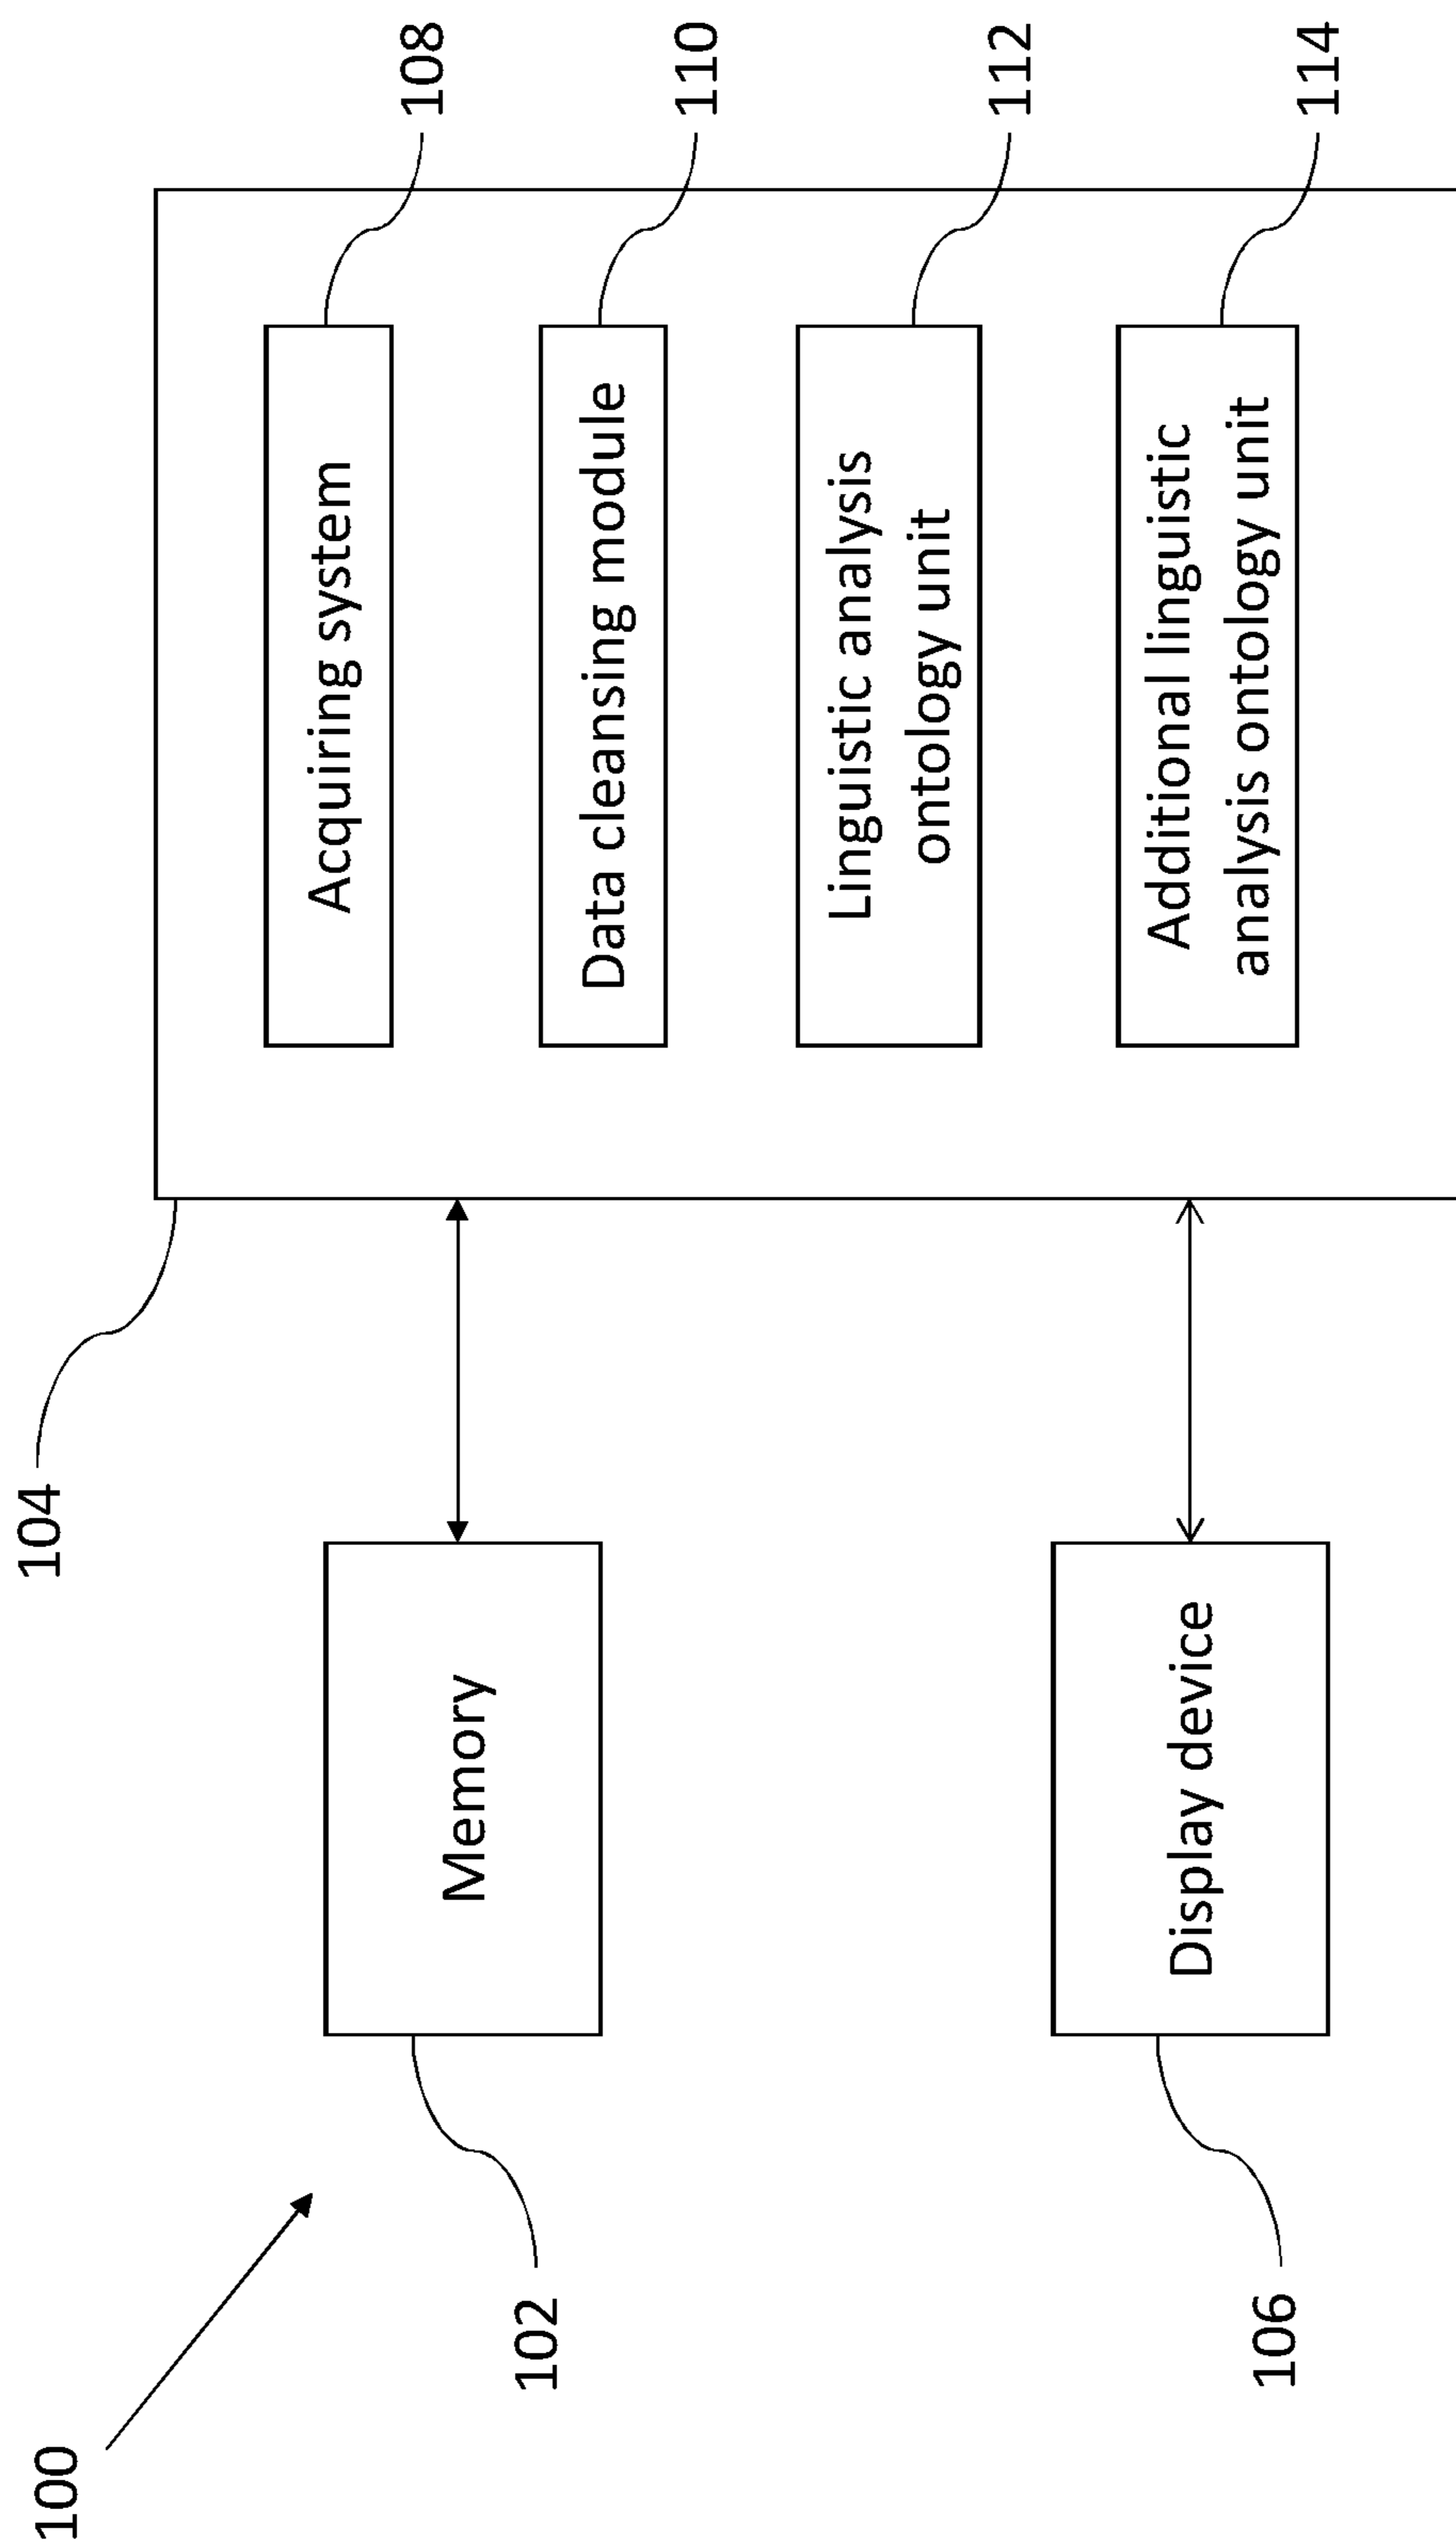 100
102
Memory
106
Display device
104
Acquiring system
108
Data cleansing module
110
Linguistic analysis
ontology unit
112
Additional linguistic
analysis ontology unit
114